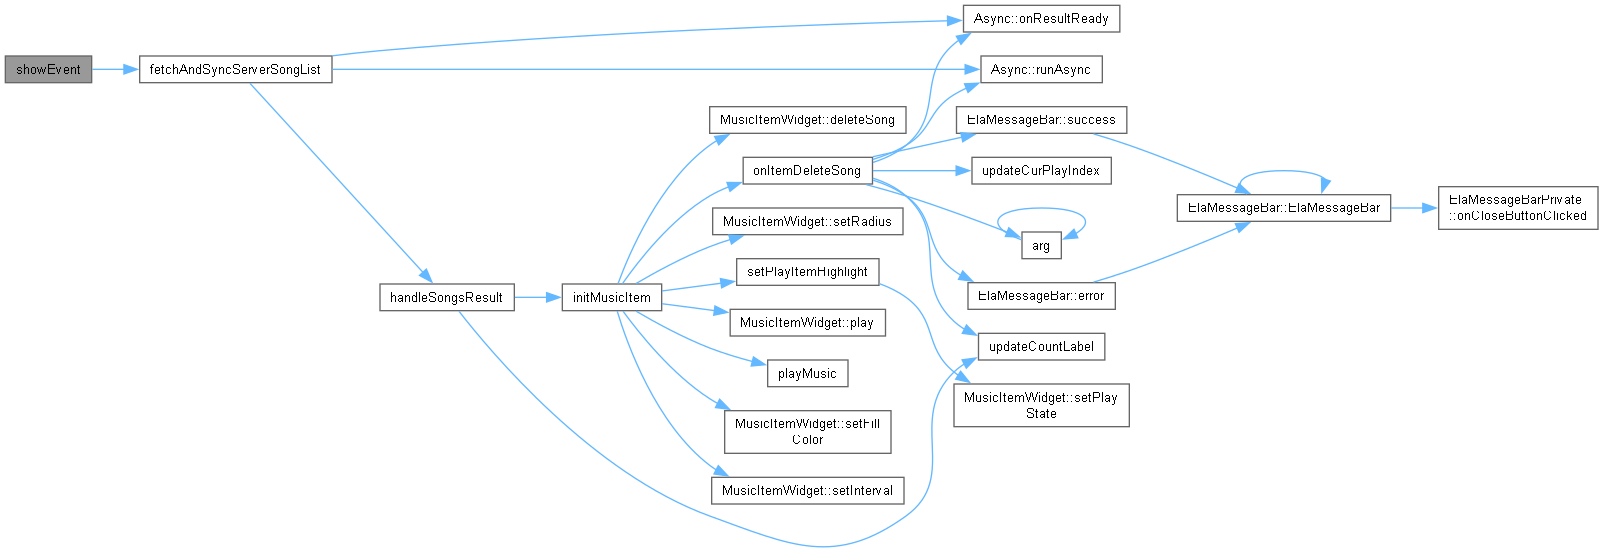 showEvent
fetchAndSyncServerSongList
handleSongsResult
initMusicItem
MusicItemWidget::deleteSong
onItemDeleteSong
MusicItemWidget::setRadius
setPlayItemHighlight
MusicItemWidget::play
playMusic
MusicItemWidget::setFill
Color
MusicItemWidget::setInterval
Async::onResultReady
Async::runAsync
ElaMessageBar::success
updateCurPlayIndex
arg
ElaMessageBar::error
updateCountLabel
MusicItemWidget::setPlay
State
ElaMessageBar::ElaMessageBar
ElaMessageBarPrivate
::onCloseButtonClicked